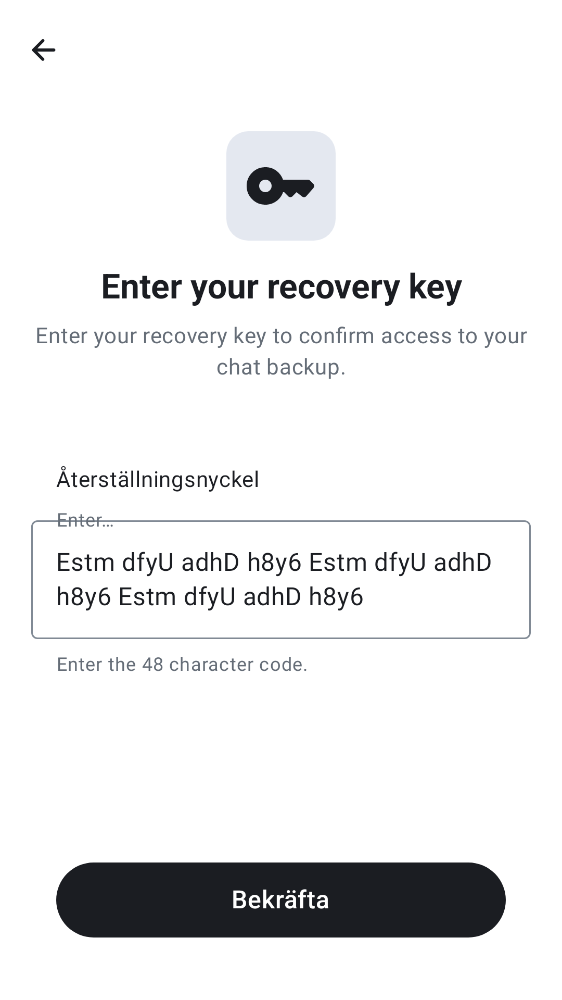 Enter your recovery key
Enter your recovery key to confirm access to your
chat backup.
Återställningsnyckel
Enter...
Estm dfyU adhD h8y6 Estm dfyU adhD
h8y6 Estm dfyU adhD h8y6
Enter the 48 character code.
Bekräfta